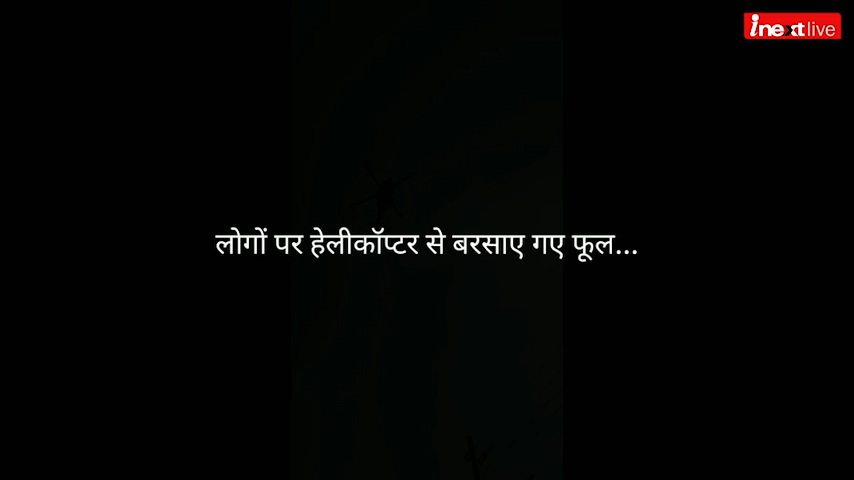 inextlive
लोगों पर हेलीकॉप्टर से बरसाए गए फूल...